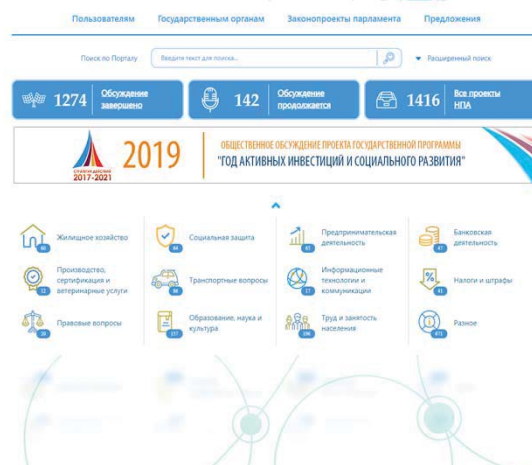 Пользователям Государственным органам Законопроекты парламента Предложения
Поиск по Порталу Введите текст для поиска... Расширенный поиск
1274 Обсуждение завершено
142 Обсуждение продолжается
1416 Все проекты НПА
2017-2021
2019
ОБЩЕСТВЕННОЕ ОБСУЖДЕНИЕ ПРОЕКТА ГОСУДАРСТВЕННОЙ ПРОГРАММЫ
"ГОД АКТИВНЫХ ИНВЕСТИЦИЙ И СОЦИАЛЬНОГО РАЗВИТИЯ"
Жилищное хозяйство
Социальная защита
Предпринимательская
деятельность
Банковская
деятельность
Производство,
сертификация и
ветеринарные услуги
Транспортные вопросы
Информационные
технологии и
коммуникации
Налоги и штрафы
Правовые вопросы
Образование, наука и
культура
Труд и занятость
населения
Разное